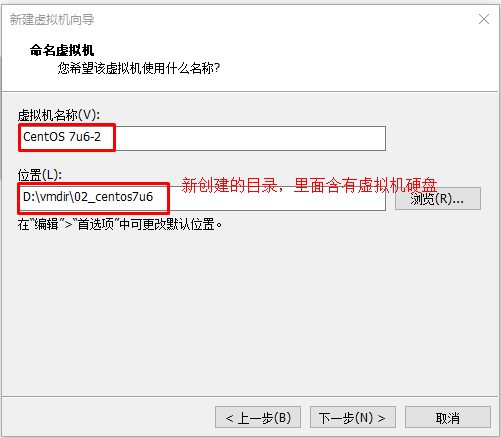 新建虚拟机向导
命名虚拟机
您希望该虚拟机使用什么名称?
虚拟机名称(V):
CentOS 7u6-2
位置(L):
新创建的目录，里面含有虚拟机硬盘
D:\vmdir\02_centos7u6
浏览(R)...
在“编辑”>“首选项”中可更改默认位置。
< 上一步(B)
下一步(N) >
取消